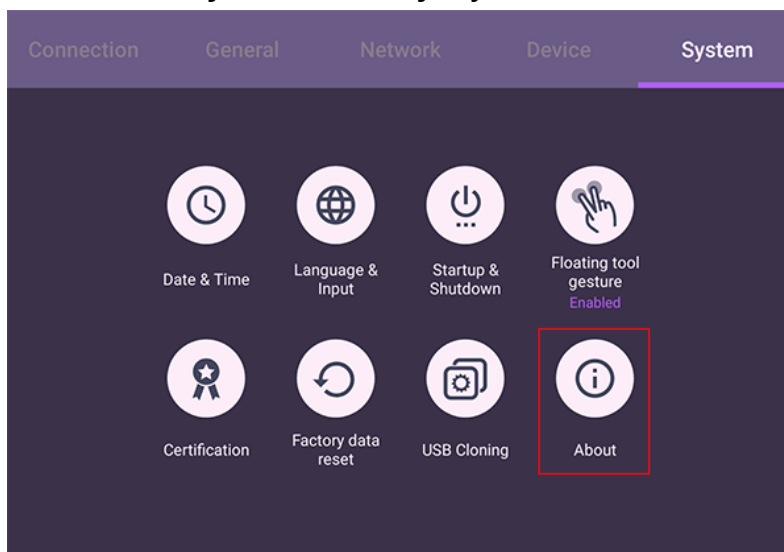 Connection General Network Device System
Date & Time
Language &
Input
Startup &
Shutdown
Floating tool
gesture
Enabled
Certification
Factory data
reset
USB Cloning
About